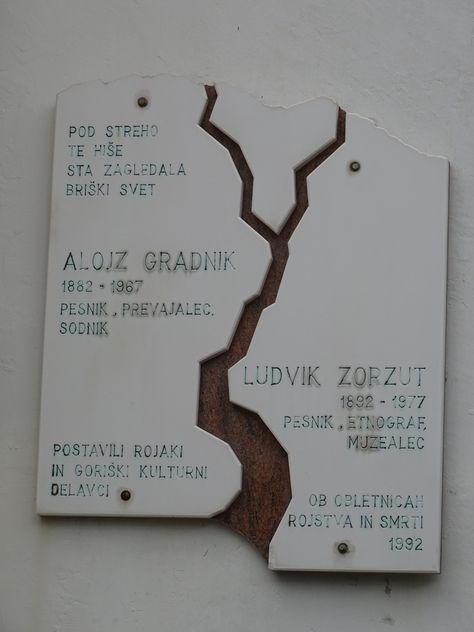 POD STREHO
TE HIŠE
STA ZAGLEDALA
BRIŠKI SVET
ALOJZ GRADNIK
1882 - 1967
PESNIK, PREVAJALEC,
SODNIK
LUDVIK ZORZUT
1892 - 1977
PESNIK, ETNOGRAF,
MUZEALEC
POSTAVILI ROJAKI
IN GORIŠKI KULTURNI
DELAVCI
OB OBLETNICAH
ROJSTVA IN SMRTI
1992